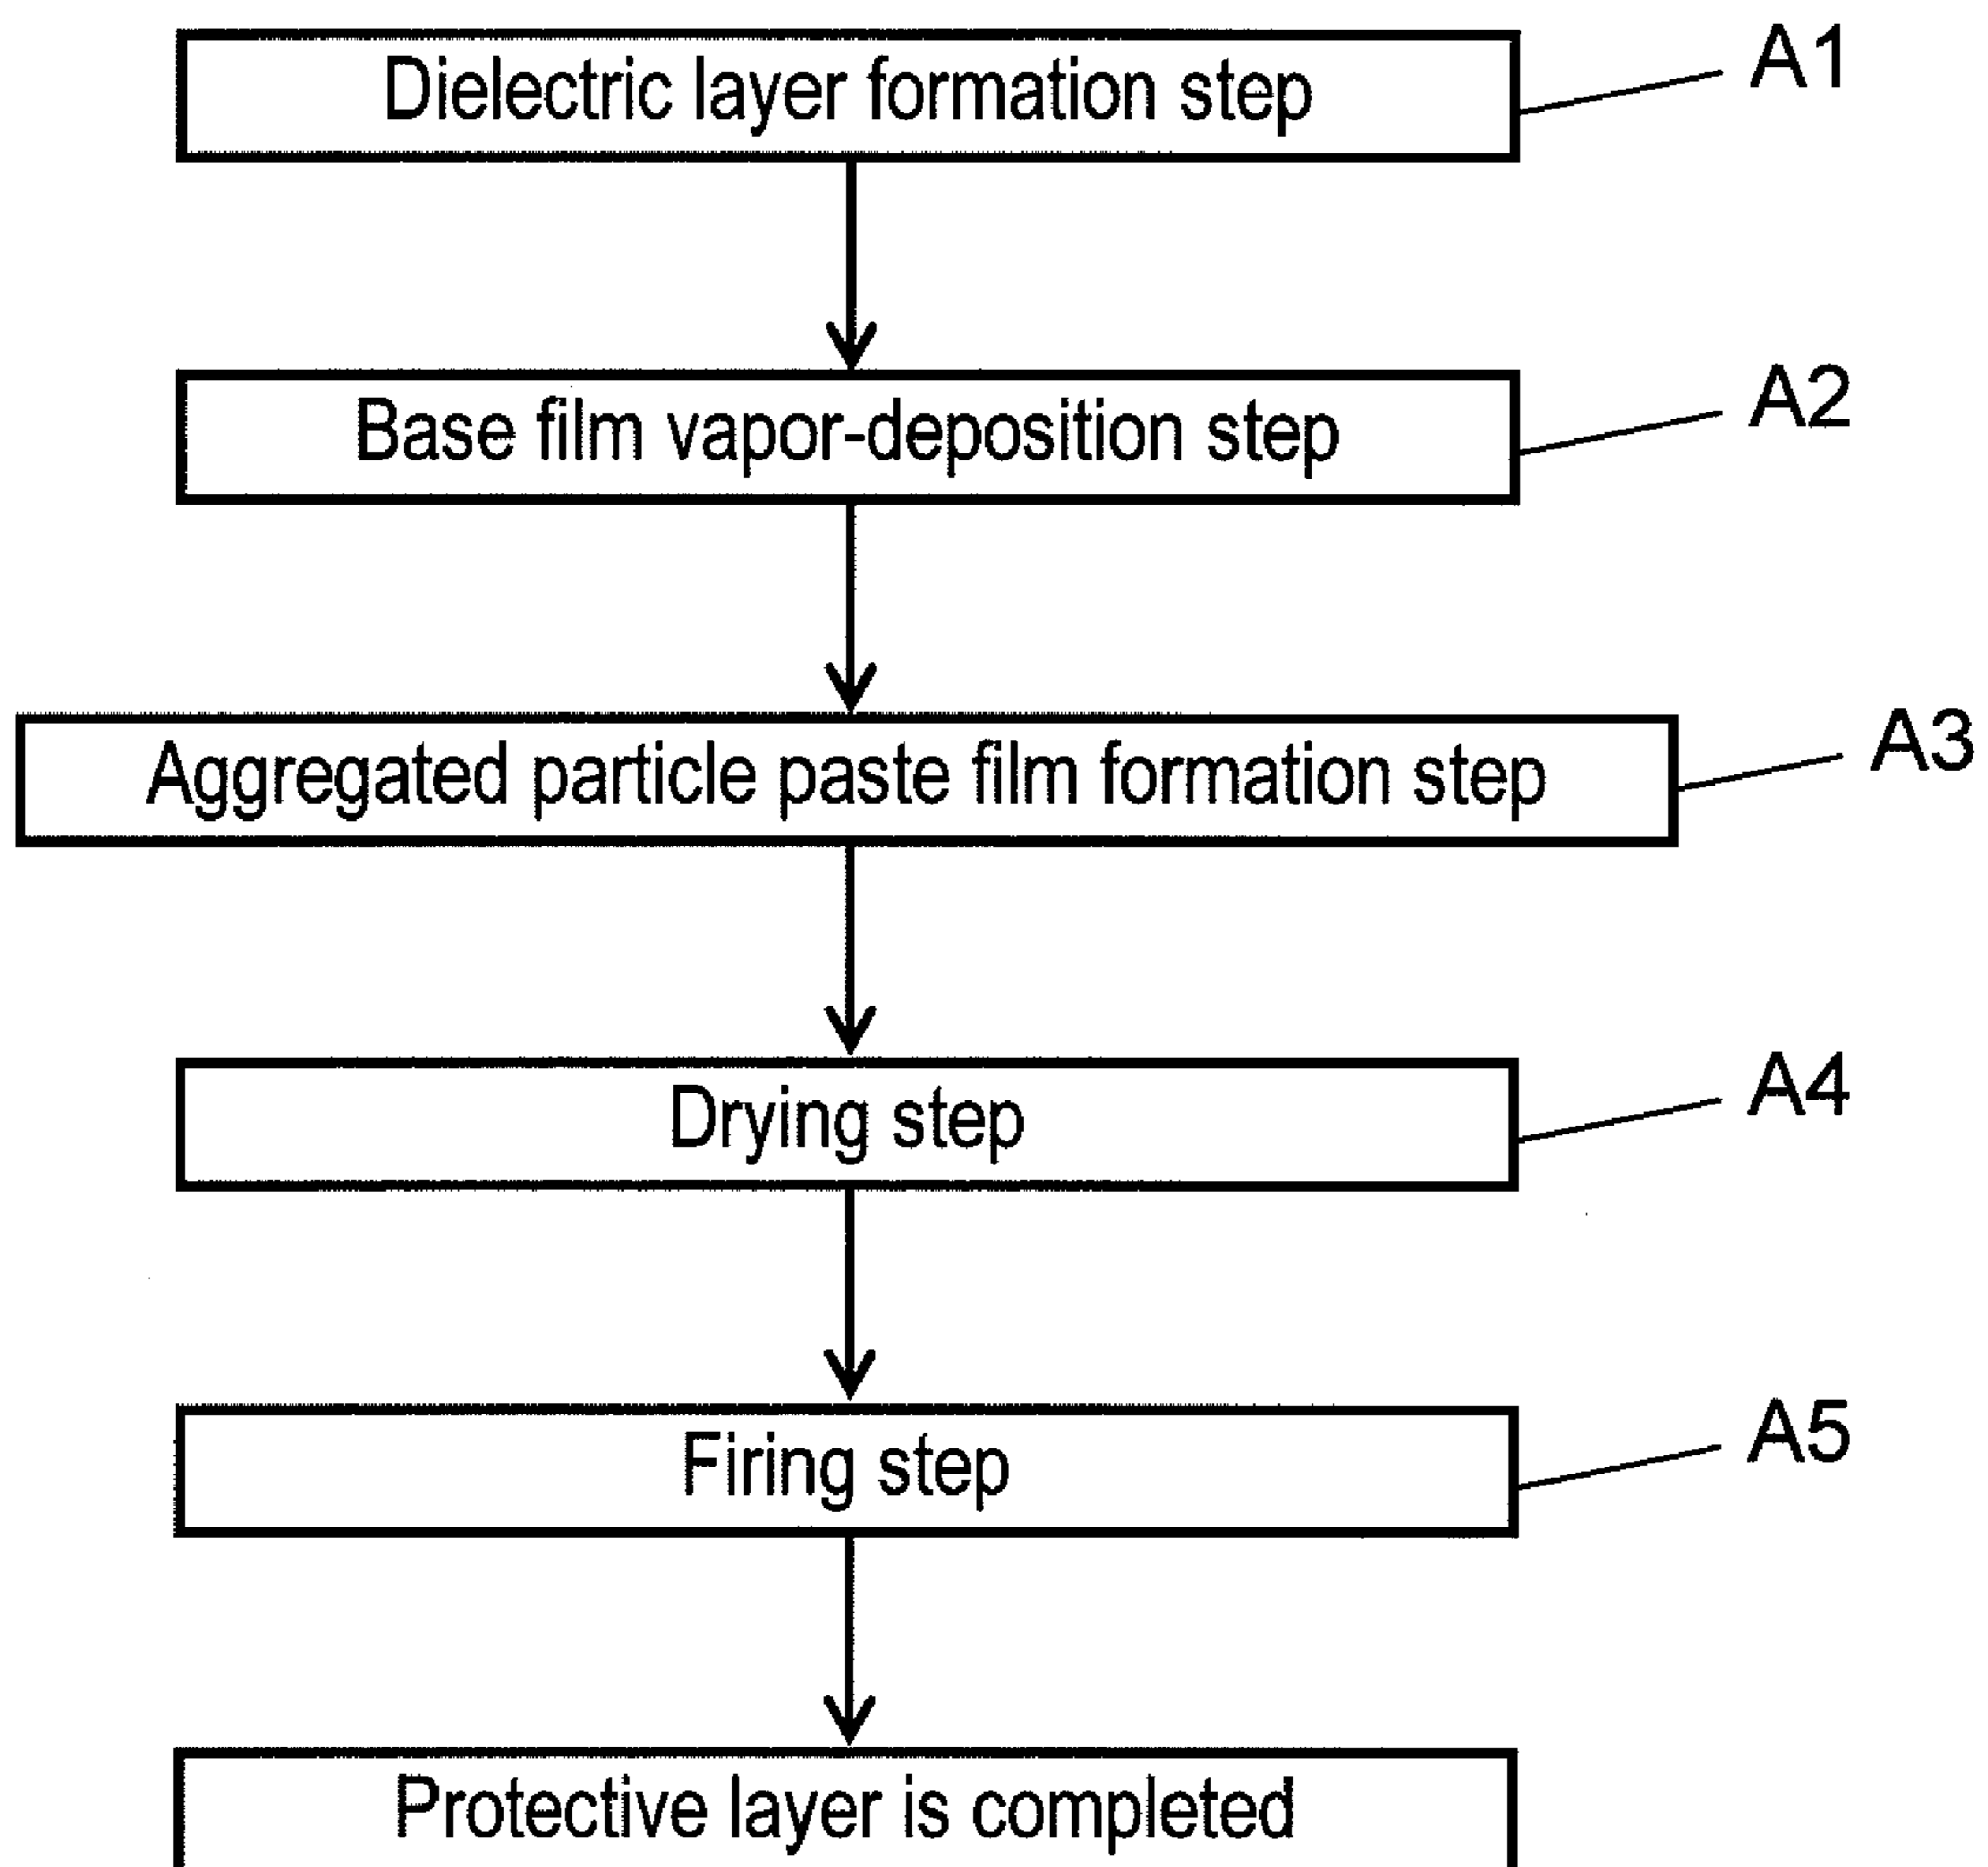 Dielectric layer formation step
A1
Base film vapor-deposition step
A2
Aggregated particle paste film formation step
A3
Drying step
A4
Firing step
A5
Protective layer is completed